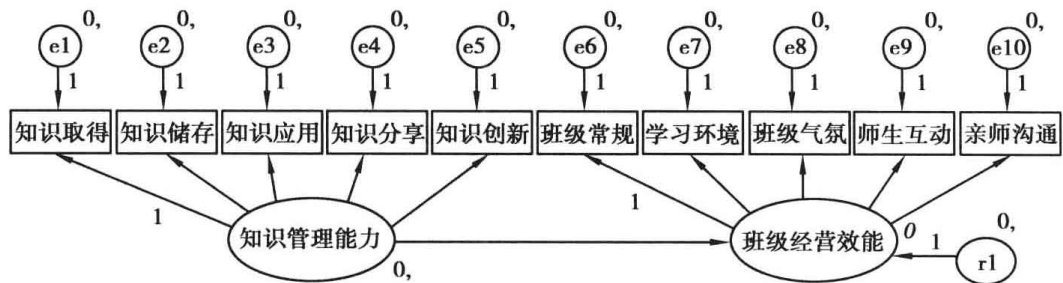 0, 0, 0, 0, 0, 0, 0, 0, 0, 0,
e1 e2 e3 e4 e5 e6 e7 e8 e9 e10
1 1 1 1 1 1 1 1 1 1
知识取得 知识储存 知识应用 知识分享 知识创新 班级常规 学习环境 班级气氛 师生互动 亲师沟通
1 1
知识管理能力 班级经营效能 0 1 0,
0, r1